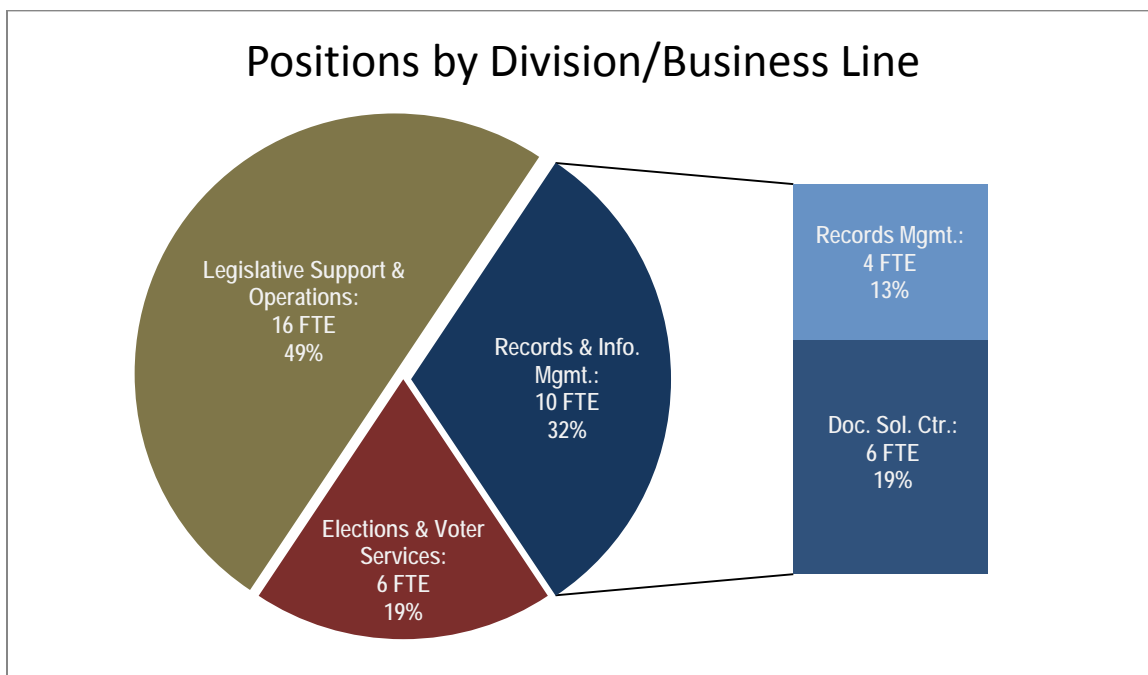 Positions by Division/Business Line
Legislative Support &
Operations:
16 FTE
49%
Records & Info.
Mgmt.:
10 FTE
32%
Elections & Voter
Services:
6 FTE
19%
Records Mgmt.:
4 FTE
13%
Doc. Sol. Ctr.:
6 FTE
19%